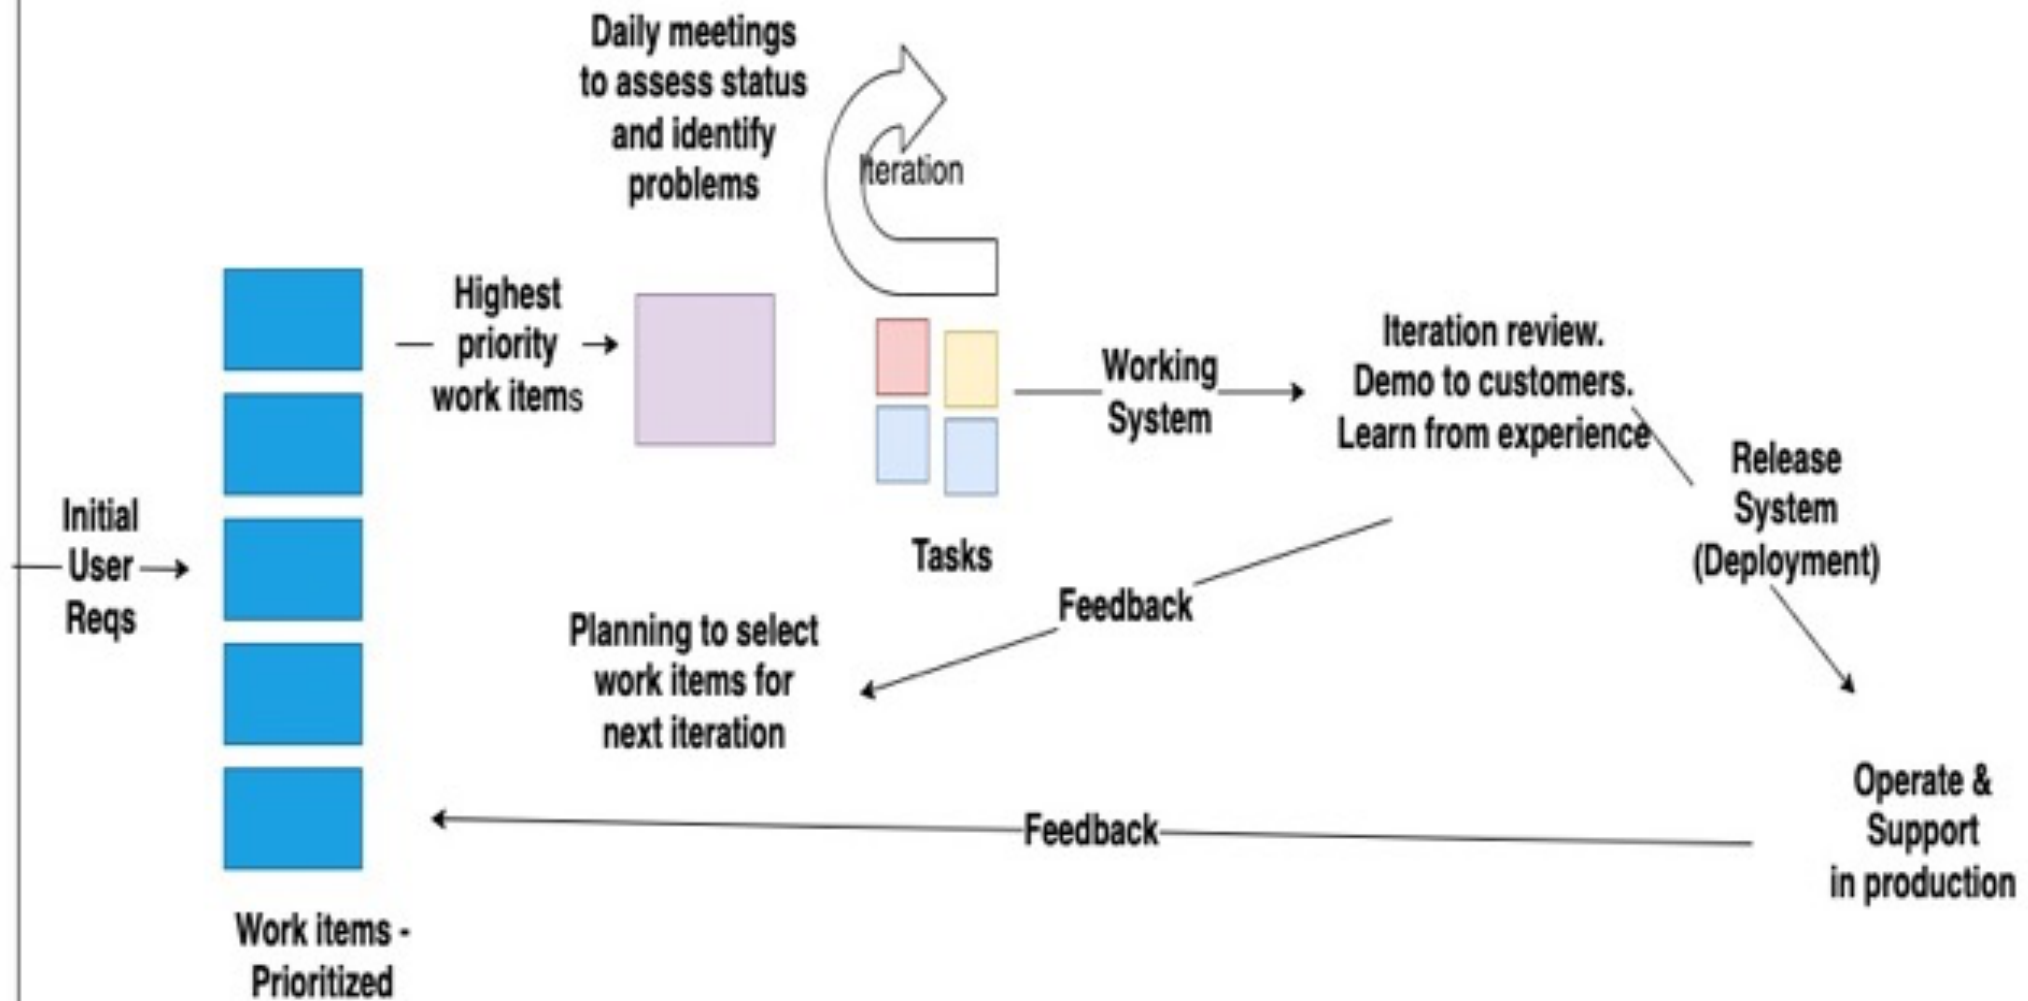 Daily meetings
to assess status
and identify
problems
Iteration
Highest
priority
work items
Working
System
Iteration review.
Demo to customers.
Learn from experience
Release
System
(Deployment)
Initial
User
Reqs
Tasks
Feedback
Planning to select
work items for
next iteration
Feedback
Operate &
Support
in production
Work items -
Prioritized